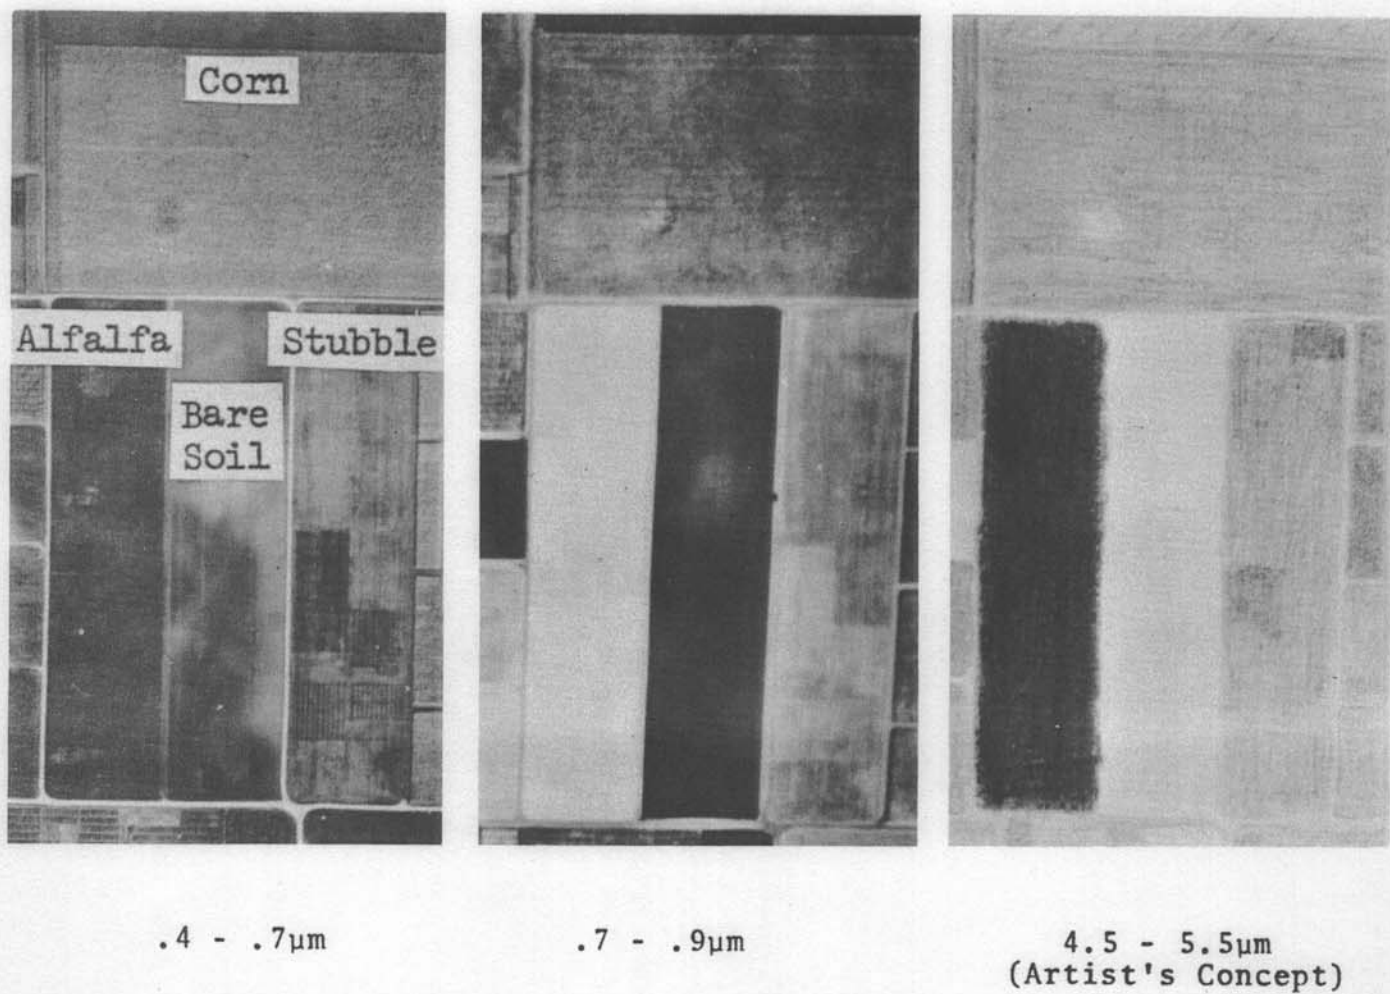 Corn
Alfalfa
Stubble
Bare
Soil
.4 - .7µm
.7 - .9µm
4.5 - 5.5µm
(Artist's Concept)